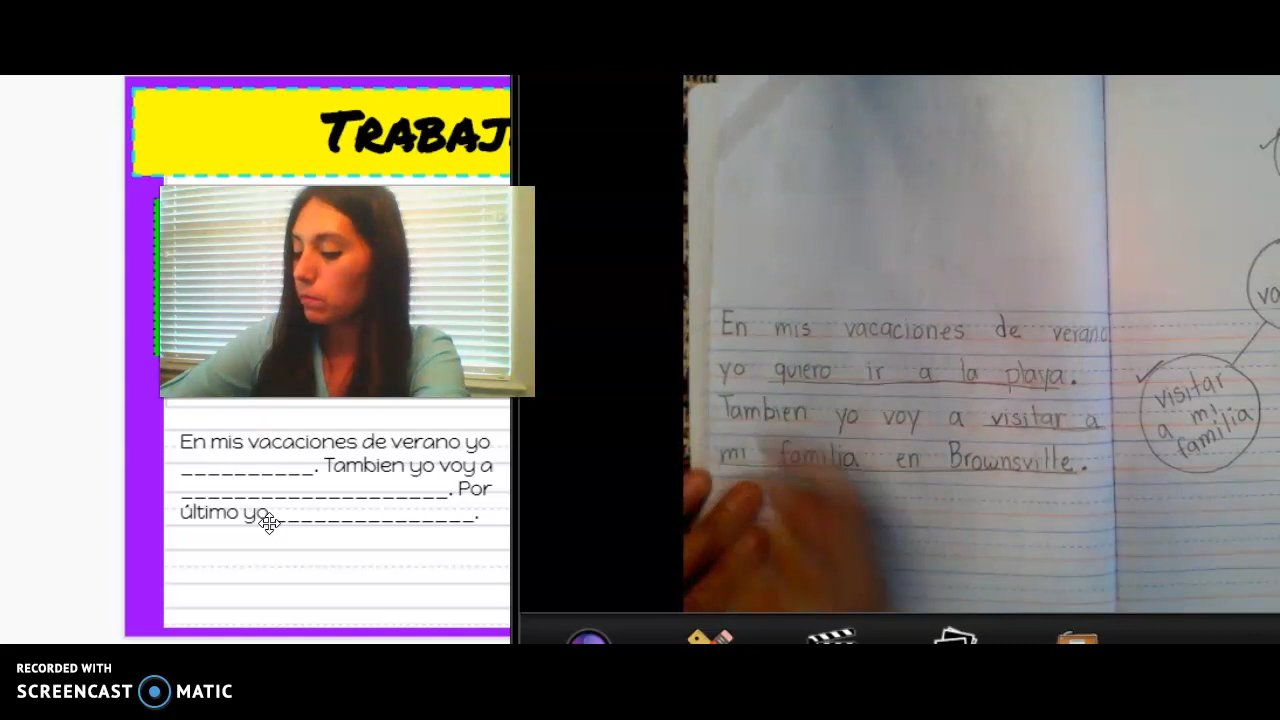 TRABAJ
En mis vacaciones de verano yo
__________. Tambien yo voy a
____________________. Por
último yo_______________.
En mis vacaciones de verano
yo quiero ir a la playa.
Tambien yo voy a visitar a
mi familia en Brownsville.
va
visitar
a mi
familia
RECORDED WITH
SCREENCAST MATIC